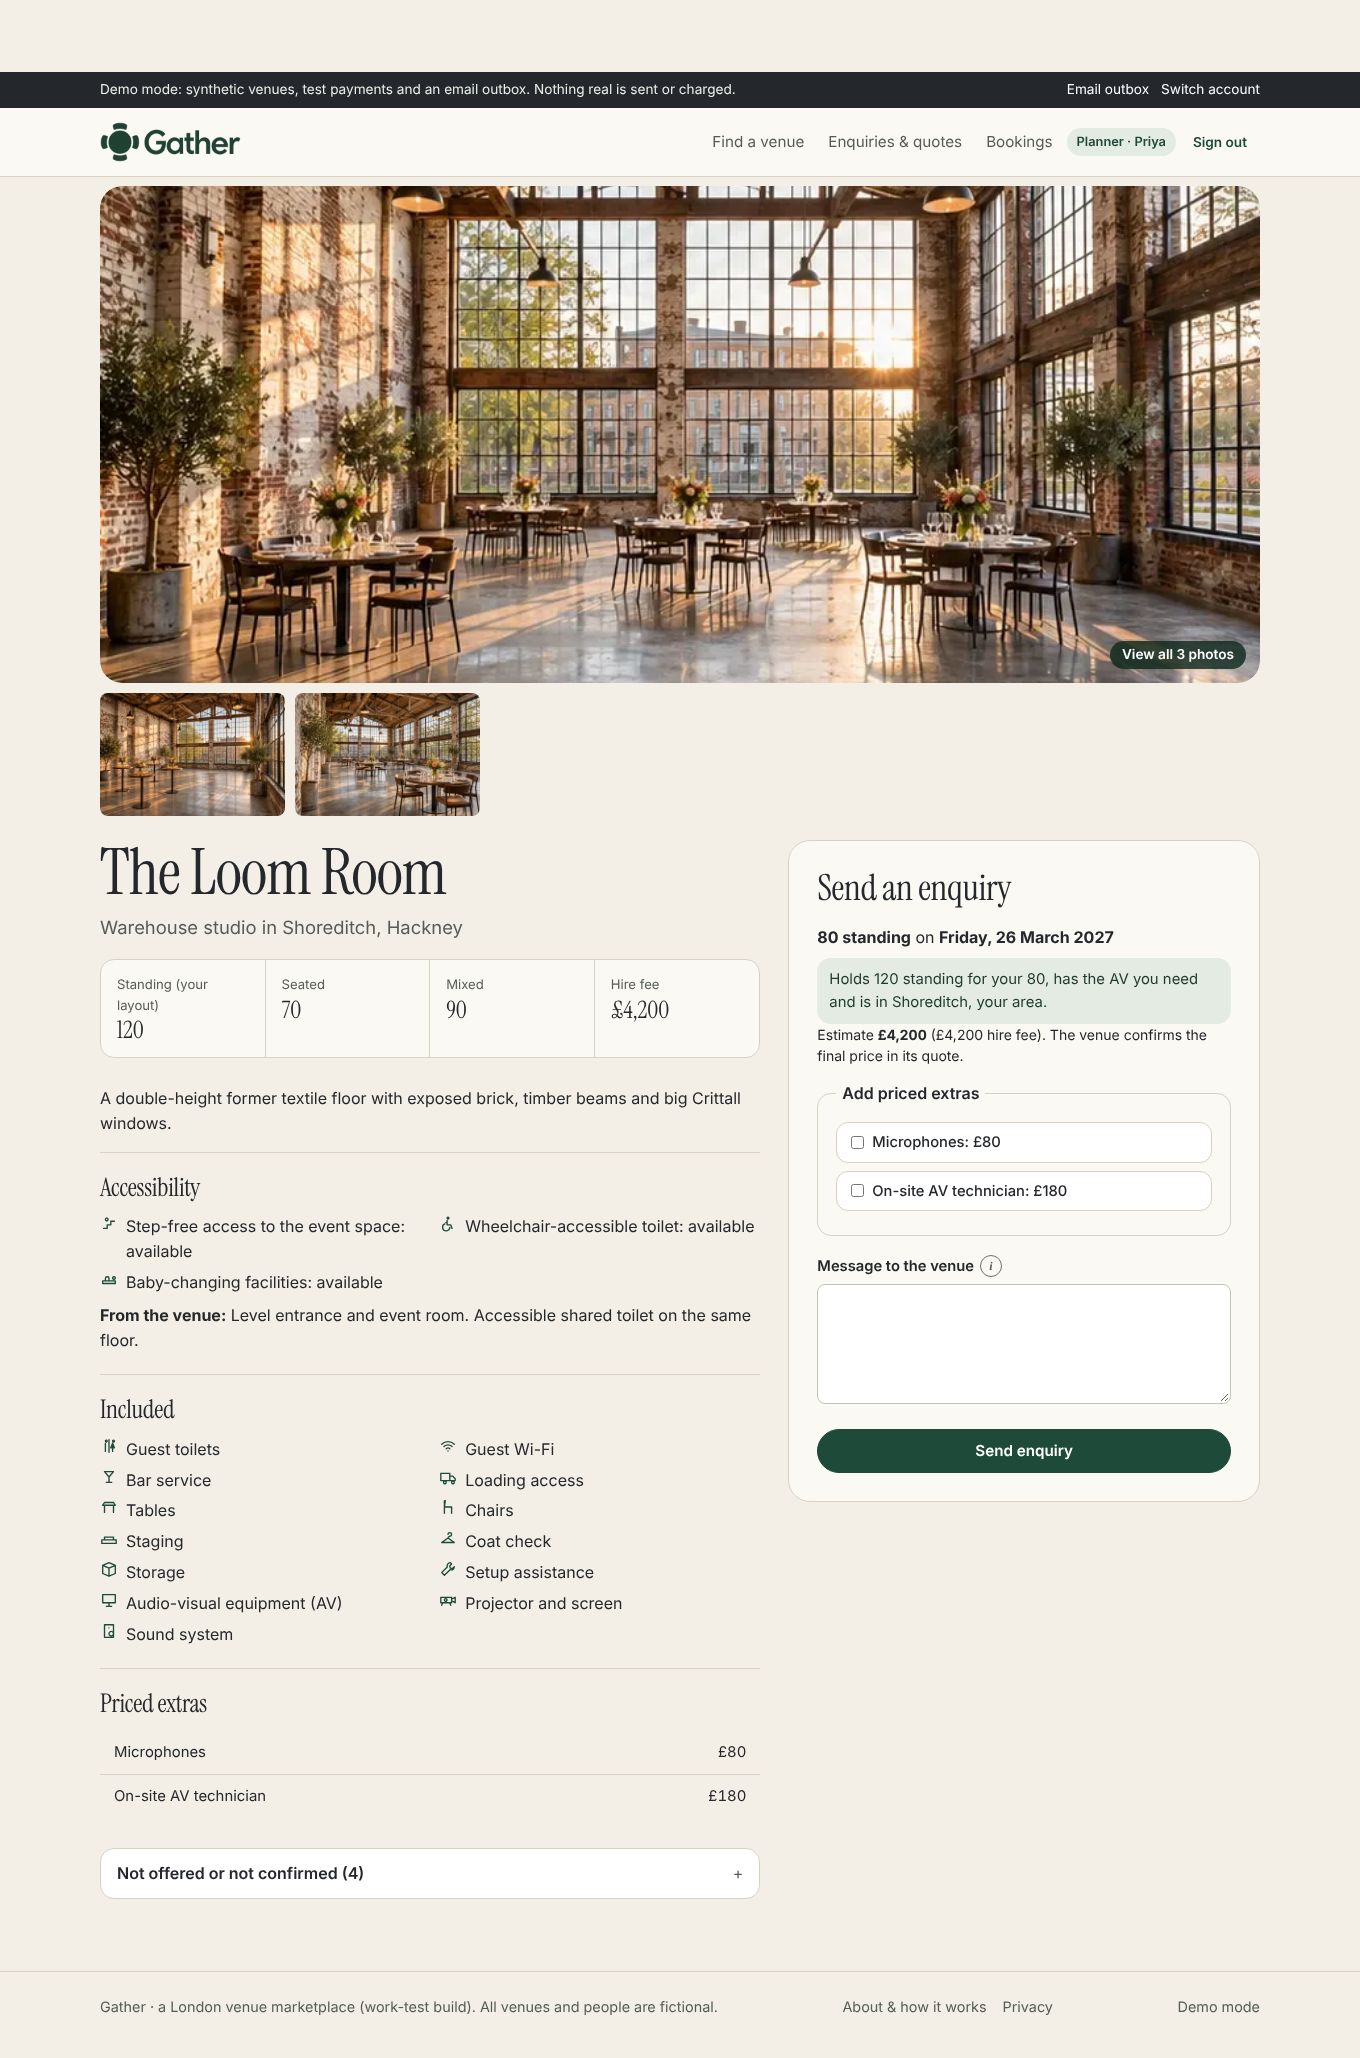 Demo mode: synthetic venues, test payments and an email outbox. Nothing real is sent or charged.
Email outbox Switch account
Gather
Find a venue Enquiries & quotes Bookings Planner · Priya Sign out
View all 3 photos
The Loom Room
Warehouse studio in Shoreditch, Hackney
Standing (your
layout)
120
Seated
70
Mixed
90
Hire fee
£4,200
A double-height former textile floor with exposed brick, timber beams and big Crittall
windows.
Accessibility
Step-free access to the event space:
available
Wheelchair-accessible toilet: available
Baby-changing facilities: available
From the venue: Level entrance and event room. Accessible shared toilet on the same
floor.
Included
Guest toilets
Guest Wi-Fi
Bar service
Loading access
Tables
Chairs
Staging
Coat check
Storage
Setup assistance
Audio-visual equipment (AV)
Projector and screen
Sound system
Priced extras
Microphones £80
On-site AV technician £180
Not offered or not confirmed (4) +
Send an enquiry
80 standing on Friday, 26 March 2027
Holds 120 standing for your 80, has the AV you need
and is in Shoreditch, your area.
Estimate £4,200 (£4,200 hire fee). The venue confirms the
final price in its quote.
Add priced extras
Microphones: £80
On-site AV technician: £180
Message to the venue i
Send enquiry
Gather · a London venue marketplace (work-test build). All venues and people are fictional.
About & how it works Privacy
Demo mode